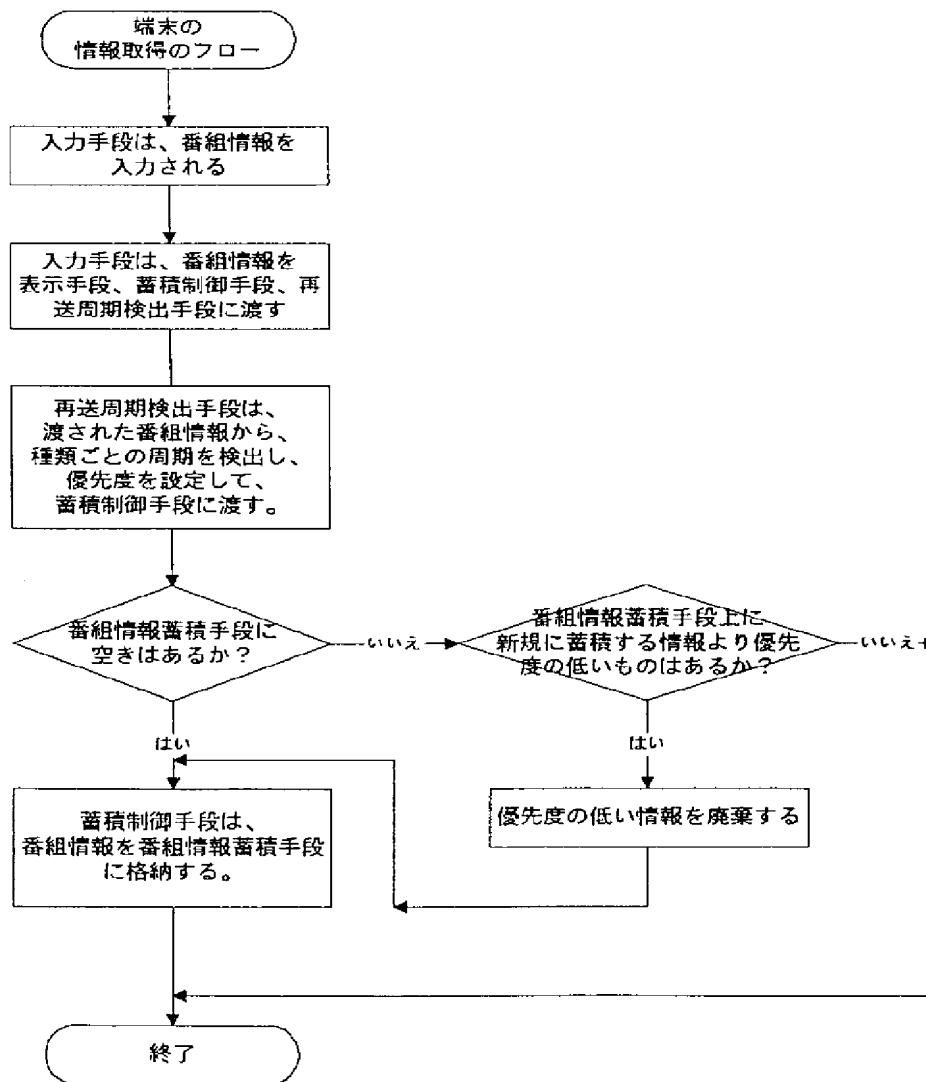 端末の
情報取得のフロー
入力手段は、番組情報を
入力される
入力手段は、番組情報を
表示手段、蓄積制御手段、再
送周期検出手段に渡す
再送周期検出手段は、
渡された番組情報から、
種類ごとの周期を検出し、
優先度を設定して、
蓄積制御手段に渡す。
番組情報蓄積手段に
空きはあるか？
いいえ
番組情報蓄積手段上に
新規に蓄積する情報より優先
度の低いものはあるか？
いいえ
はい
はい
蓄積制御手段は、
番組情報を番組情報蓄積手段
に格納する。
優先度の低い情報を廃棄する
終了